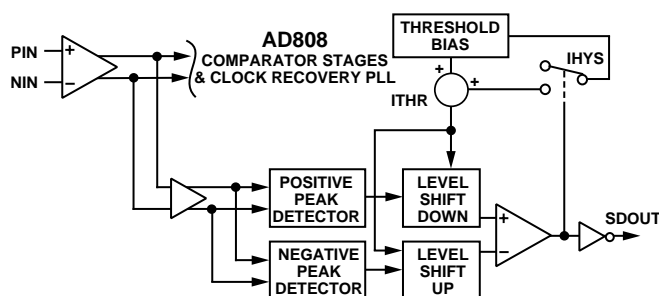 PIN
NIN
AD808
COMPARATOR STAGES
& CLOCK RECOVERY PLL
THRESHOLD
BIAS
IHYS
+
+
ITHR
+
−
POSITIVE
PEAK
DETECTOR
LEVEL
SHIFT
DOWN
NEGATIVE
PEAK
DETECTOR
LEVEL
SHIFT
UP
+
−
SDOUT